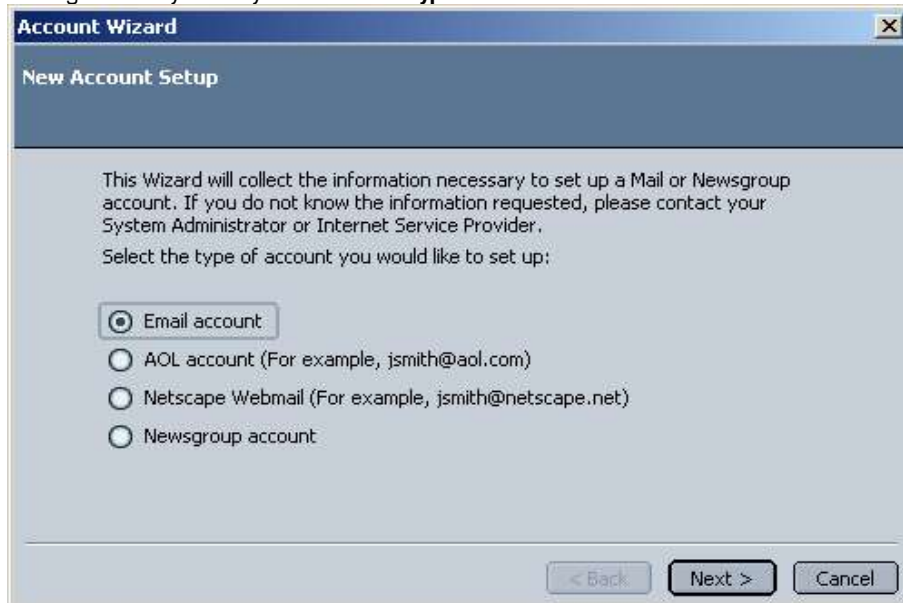 Account Wizard
New Account Setup
This Wizard will collect the information necessary to set up a Mail or Newsgroup
account. If you do not know the information requested, please contact your
System Administrator or Internet Service Provider.
Select the type of account you would like to set up:
Email account
AOL account (For example, jsmith@aol.com)
Netscape Webmail (For example, jsmith@netscape.net)
Newsgroup account
< Back Next > Cancel